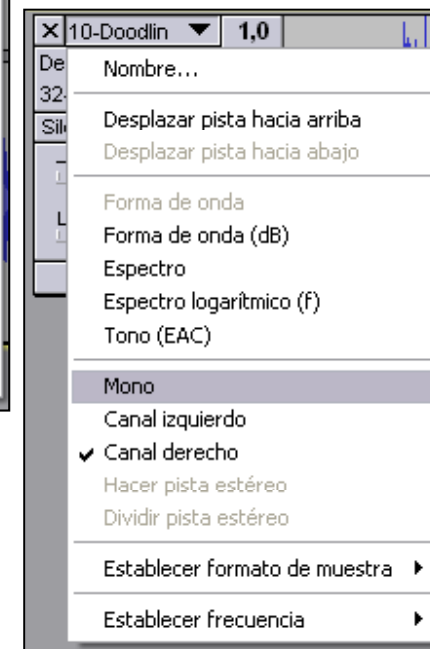 10-Doodlin 1,0
De
32-
Sil
L
Nombre...
Desplazar pista hacia arriba
Desplazar pista hacia abajo
Forma de onda
Forma de onda (dB)
Espectro
Espectro logarítmico (f)
Tono (EAC)
Mono
Canal izquierdo
Canal derecho
Hacer pista estéreo
Dividir pista estéreo
Establecer formato de muestra
Establecer frecuencia